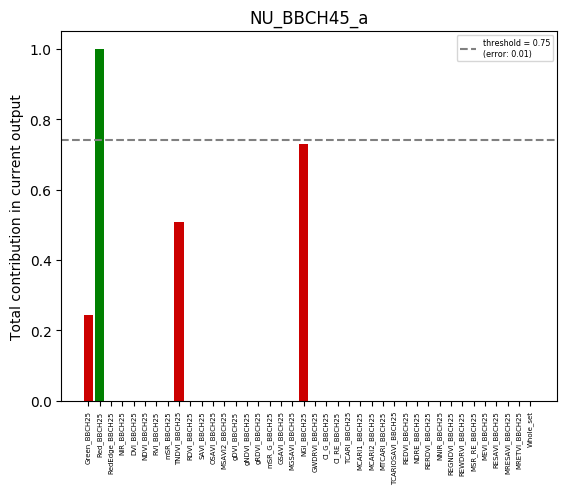 NU_BBCH45_a
threshold = 0.75
(error: 0.01)
Total contribution in current output
1.0
0.8
0.6
0.4
0.2
0.0
Green_BBCH25
Red_BBCH25
RedEdge_BBCH25
NIR_BBCH25
DVI_BBCH25
NDVI_BBCH25
RVI_BBCH25
mSR_BBCH25
TNDVI_BBCH25
RDVI_BBCH25
SAVI_BBCH25
OSAVI_BBCH25
MSAVI2_BBCH25
gDVI_BBCH25
gNDVI_BBCH25
gRDVI_BBCH25
mSR_G_BBCH25
GSAVI_BBCH25
MGSAVI_BBCH25
NGI_BBCH25
GWDRVI_BBCH25
CI_G_BBCH25
CI_RE_BBCH25
TCARI_BBCH25
MCARI1_BBCH25
MCARI2_BBCH25
MTCARI_BBCH25
TCARIOSAVI_BBCH25
REDVI_BBCH25
NDRE_BBCH25
RERDVI_BBCH25
NNIR_BBCH25
REGNDVI_BBCH25
REWDRVI_BBCH25
MSR_RE_BBCH25
MEVI_BBCH25
RESAVI_BBCH25
MRESAVI_BBCH25
MRETVI_BBCH25
Whole_set